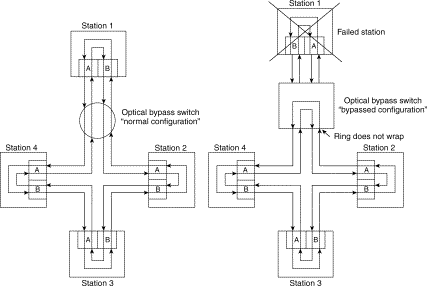 Station 1
A B
Optical bypass switch
“normal configuration”
Station 4
A
B
Station 2
A
B
A B
Station 3
Station 1
B A
Failed station
Optical bypass switch
“bypassed configuration”
Ring does not wrap
Station 4
A
B
Station 2
A
B
A B
Station 3